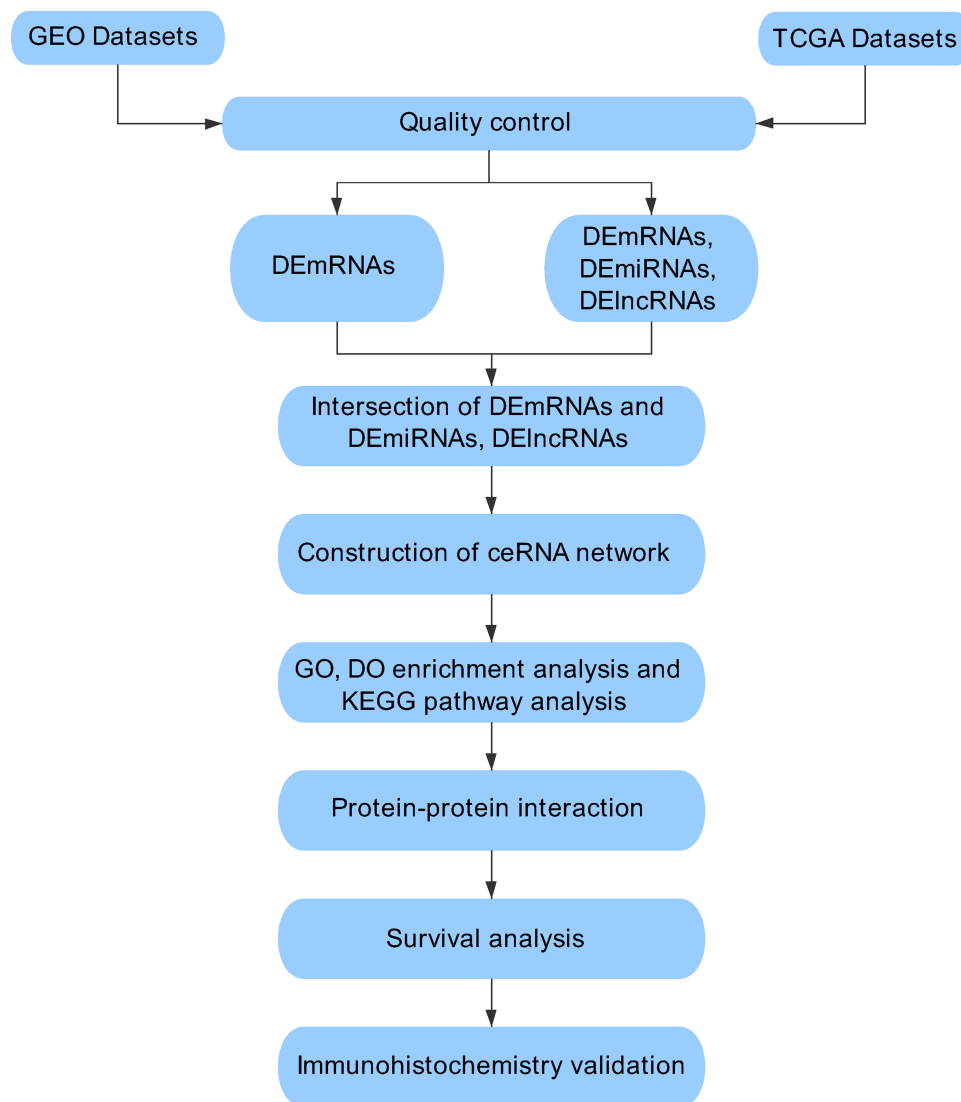 GEO Datasets
TCGA Datasets
Quality control
DEmRNAs
DEmRNAs,
DEmiRNAs,
DElncRNAs
Intersection of DEmRNAs and
DEmiRNAs, DElncRNAs
Construction of ceRNA network
GO, DO enrichment analysis and
KEGG pathway analysis
Protein-protein interaction
Survival analysis
Immunohistochemistry validation